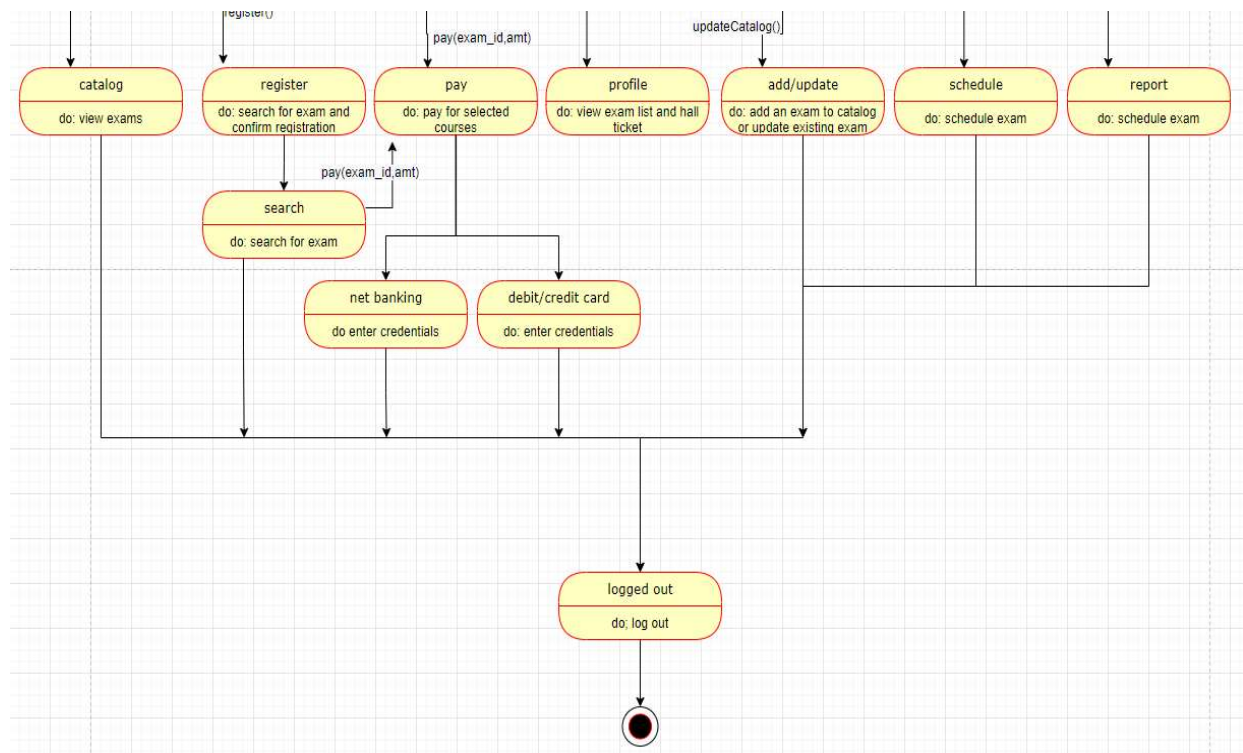 register()
pay(exam_id,amt)
updateCatalog()
catalog
do: view exams
register
do: search for exam and
confirm registration
pay
do: pay for selected
courses
profile
do: view exam list and hall
ticket
add/update
do: add an exam to catalog
or update existing exam
schedule
do: schedule exam
report
do: schedule exam
pay(exam_id,amt)
search
do: search for exam
net banking
do enter credentials
debit/credit card
do: enter credentials
logged out
do; log out